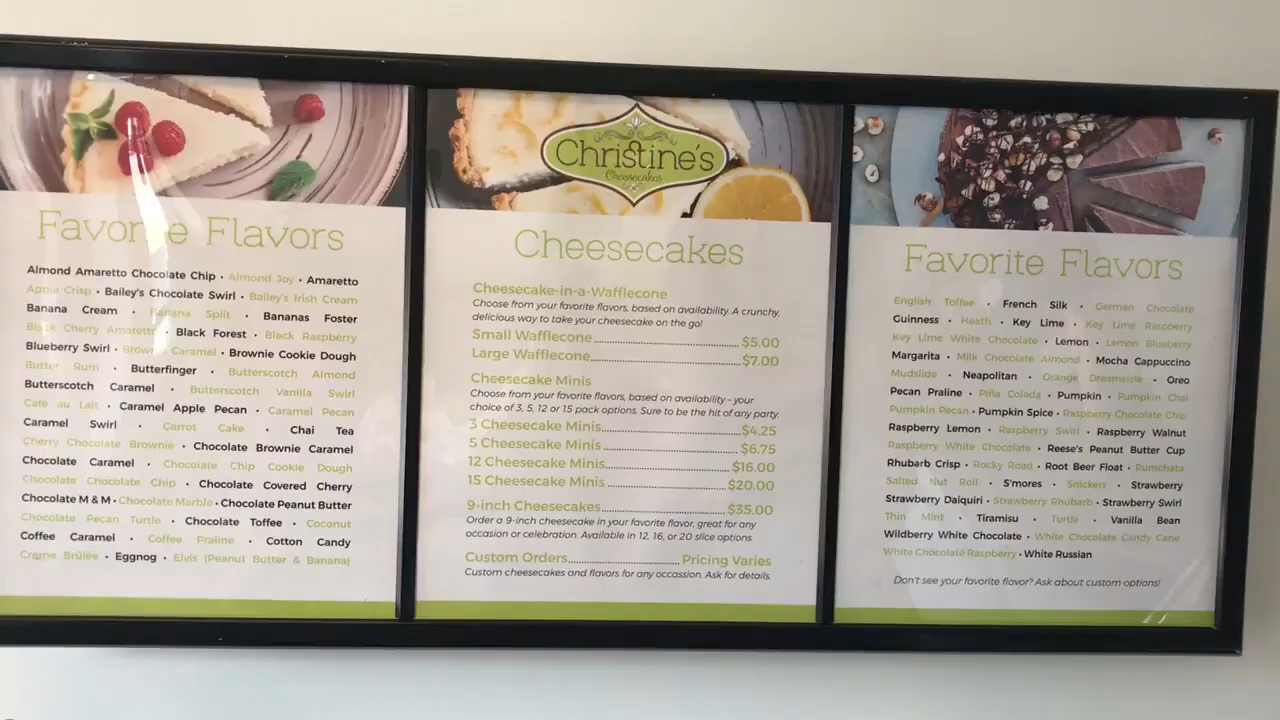 Favorite Flavors
Almond Amaretto Chocolate Chip • Almond Joy • Amaretto
Apple Crisp • Bailey's Chocolate Swirl • Bailey's Irish Cream
Banana Cream • Banana Split • Bananas Foster
Black Cherry Amaretto • Black Forest • Black Raspberry
Blueberry Swirl • Brownie Caramel • Brownie Cookie Dough
Butter Rum • Butterfinger • Butterscotch Almond
Butterscotch Caramel • Butterscotch Vanilla Swirl
Café au Lait • Caramel Apple Pecan • Caramel Pecan
Caramel Swirl • Carrot Cake • Chai Tea
Cherry Chocolate Brownie • Chocolate Brownie Caramel
Chocolate Caramel • Chocolate Chip Cookie Dough
Chocolate Chocolate Chip • Chocolate Covered Cherry
Chocolate M & M • Chocolate Marble • Chocolate Peanut Butter
Chocolate Pecan Turtle • Chocolate Toffee • Coconut
Coffee Caramel • Coffee Praline • Cotton Candy
Creme Brûlée • Eggnog • Elvis (Peanut Butter & Banana)
Christine's
Cheesecakes
Cheesecakes
Cheesecake-in-a-Wafflecone
Choose from your favorite flavors, based on availability. A crunchy,
delicious way to take your cheesecake on the go!
Small Wafflecone $5.00
Large Wafflecone $7.00
Cheesecake Minis
Choose from your favorite flavors, based on availability - your
choice of 3, 5, 12 or 15 pack options. Sure to be the hit of any party.
3 Cheesecake Minis $4.25
5 Cheesecake Minis $6.75
12 Cheesecake Minis $16.00
15 Cheesecake Minis $20.00
9-inch Cheesecakes $35.00
Order a 9-inch cheesecake in your favorite flavor, great for any
occasion or celebration. Available in 12, 16, or 20 slice options.
Custom Orders Pricing Varies
Custom cheesecakes and flavors for any occassion. Ask for details.
Favorite Flavors
English Toffee • French Silk • German Chocolate
Guinness • Heath • Key Lime • Key Lime Raspberry
Key Lime White Chocolate • Lemon • Lemon Blueberry
Margarita • Milk Chocolate Almond • Mocha Cappuccino
Mudslide • Neapolitan • Orange Dreamsicle • Oreo
Pecan Praline • Piña Colada • Pumpkin • Pumpkin Chai
Pumpkin Pecan • Pumpkin Spice • Raspberry Chocolate Chip
Raspberry Lemon • Raspberry Swirl • Raspberry Walnut
Raspberry White Chocolate • Reese's Peanut Butter Cup
Rhubarb Crisp • Rocky Road • Root Beer Float • Rumchata
Salted Nut Roll • S'mores • Snickers • Strawberry
Strawberry Daiquiri • Strawberry Rhubarb • Strawberry Swirl
Thin Mint • Tiramisu • Turtle • Vanilla Bean
Wildberry White Chocolate • White Chocolate Candy Cane
White Chocolate Raspberry • White Russian
Don't see your favorite flavor? Ask about custom options!